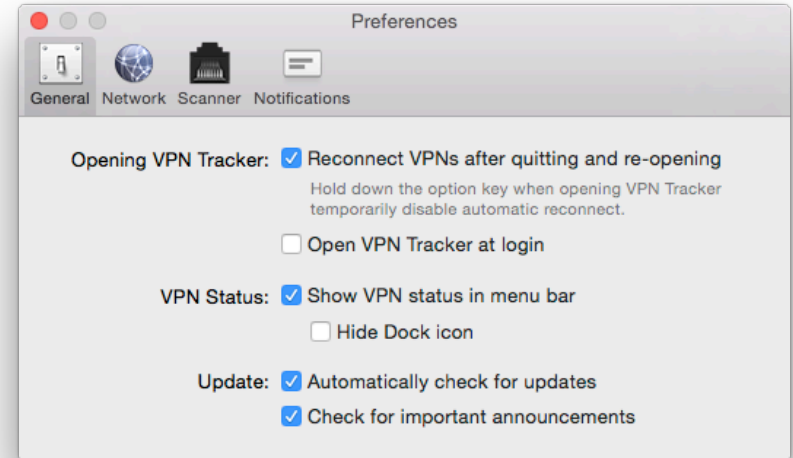 Preferences
General Network Scanner Notifications
Opening VPN Tracker: Reconnect VPNs after quitting and re-opening
Hold down the option key when opening VPN Tracker
temporarily disable automatic reconnect.
Open VPN Tracker at login
VPN Status: Show VPN status in menu bar
Hide Dock icon
Update: Automatically check for updates
Check for important announcements